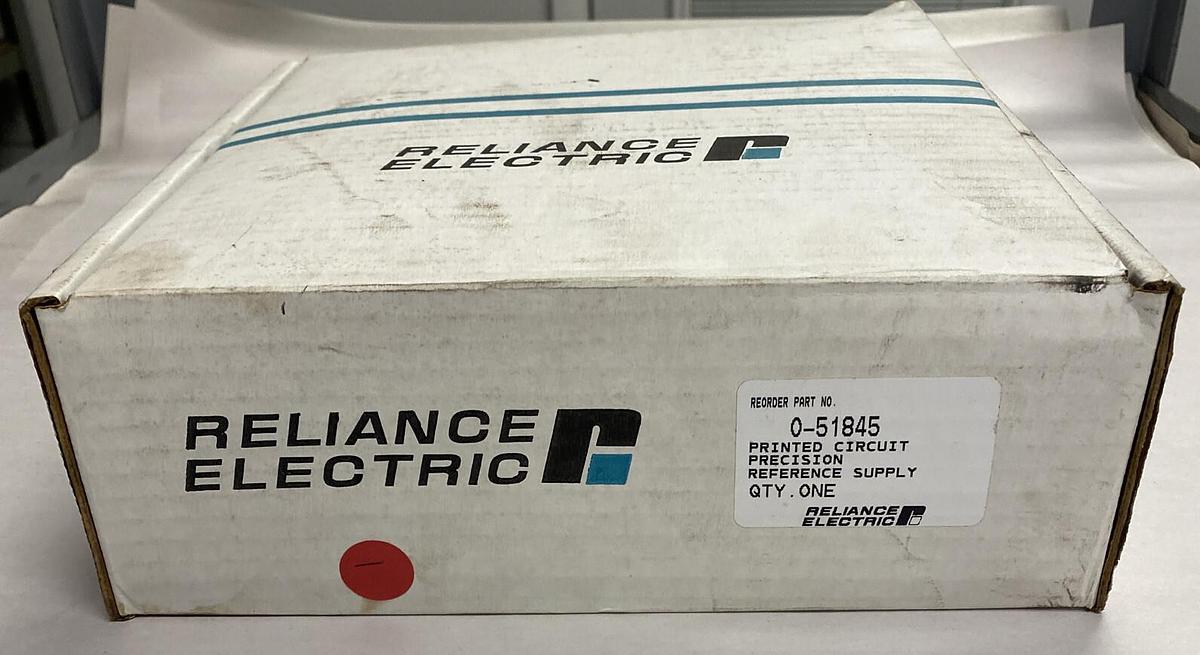 RELIANCE
ELECTRIC
RELIANCE
ELECTRIC
REORDER PART NO.
0-51845
PRINTED CIRCUIT
PRECISION
REFERENCE SUPPLY
QTY.ONE
RELIANCE
ELECTRIC